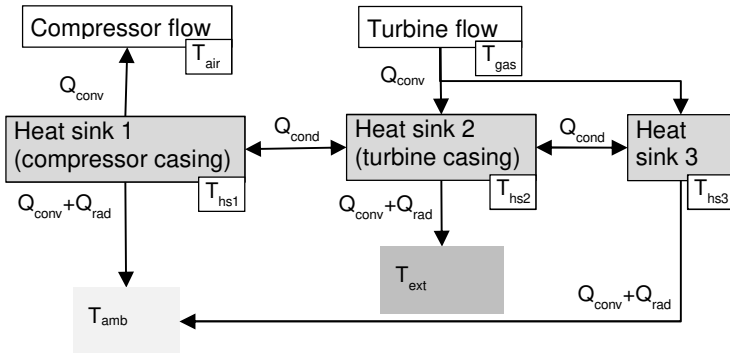 Compressor flow
T_air
Turbine flow
T_gas
Q_conv
Q_conv
Heat sink 1
(compressor casing)
T_hs1
Q_cond
Heat sink 2
(turbine casing)
T_hs2
Q_cond
Heat
sink 3
T_hs3
Q_conv+Q_rad
Q_conv+Q_rad
T_ext
Q_conv+Q_rad
T_amb